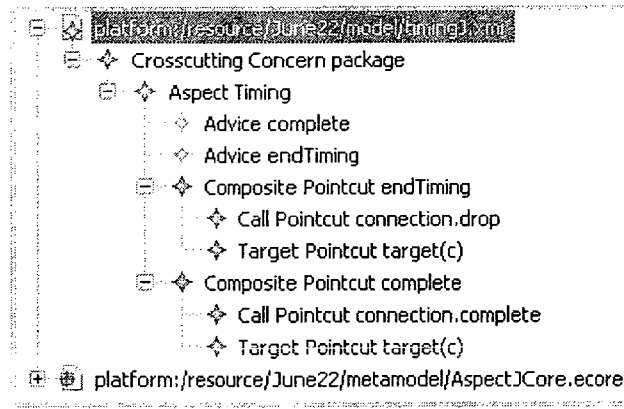 platform:/resource/June22/model/timing1.xmi
Crosscutting Concern package
Aspect Timing
Advice complete
Advice endTiming
Composite Pointcut endTiming
Call Pointcut connection.drop
Target Pointcut target(c)
Composite Pointcut complete
Call Pointcut connection.complete
Target Pointcut target(c)
platform:/resource/June22/metamodel/AspectJCore.ecore